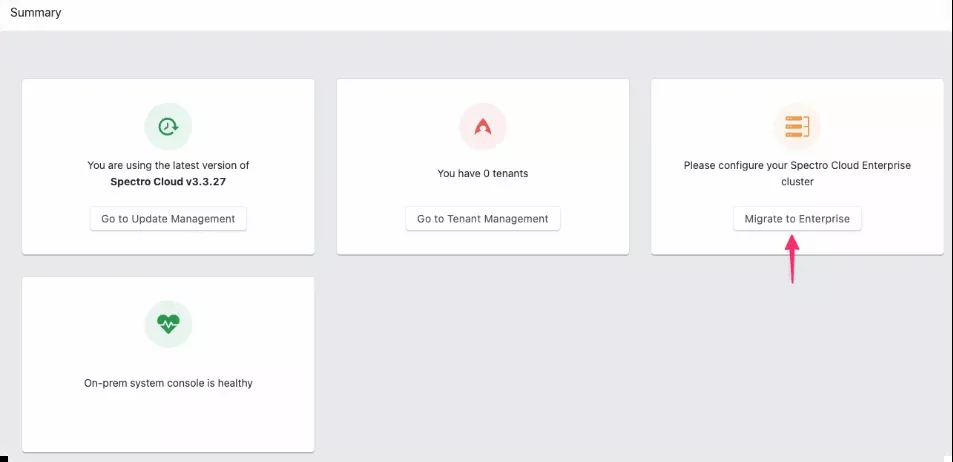 Summary
You are using the latest version of
Spectro Cloud v3.3.27
Go to Update Management
You have 0 tenants
Go to Tenant Management
Please configure your Spectro Cloud Enterprise
cluster
Migrate to Enterprise
On-prem system console is healthy